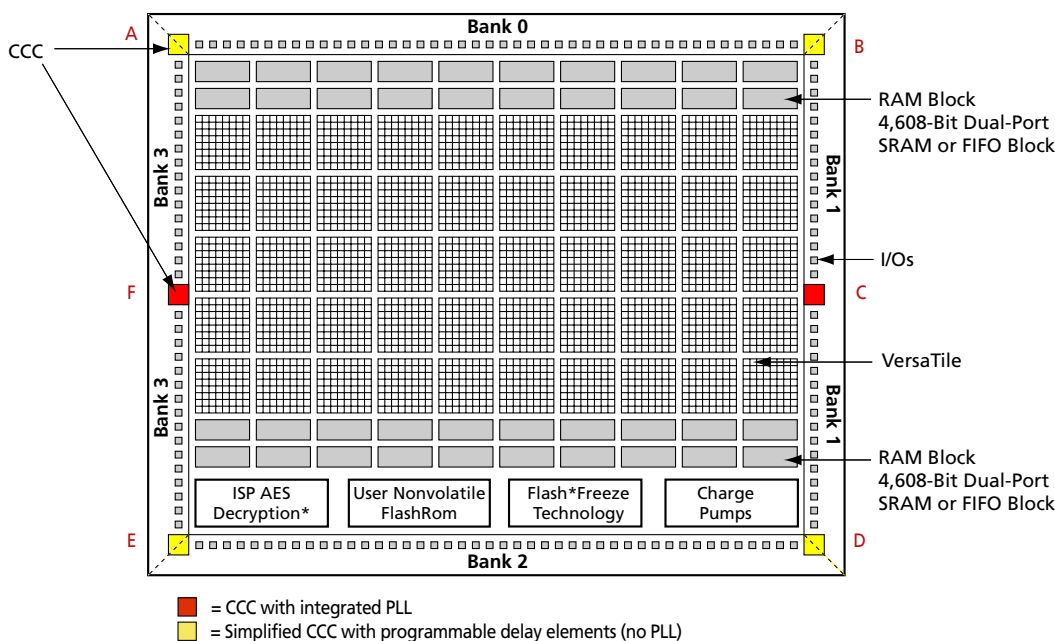 Bank 0
A
B
CCC
RAM Block
4,608-Bit Dual-Port
SRAM or FIFO Block
Bank 3
Bank 1
I/Os
F
C
VersaTile
Bank 3
Bank 1
RAM Block
4,608-Bit Dual-Port
SRAM or FIFO Block
ISP AES
Decryption*
User Nonvolatile
FlashRom
Flash*Freeze
Technology
Charge
Pumps
E
D
Bank 2
= CCC with integrated PLL
= Simplified CCC with programmable delay elements (no PLL)